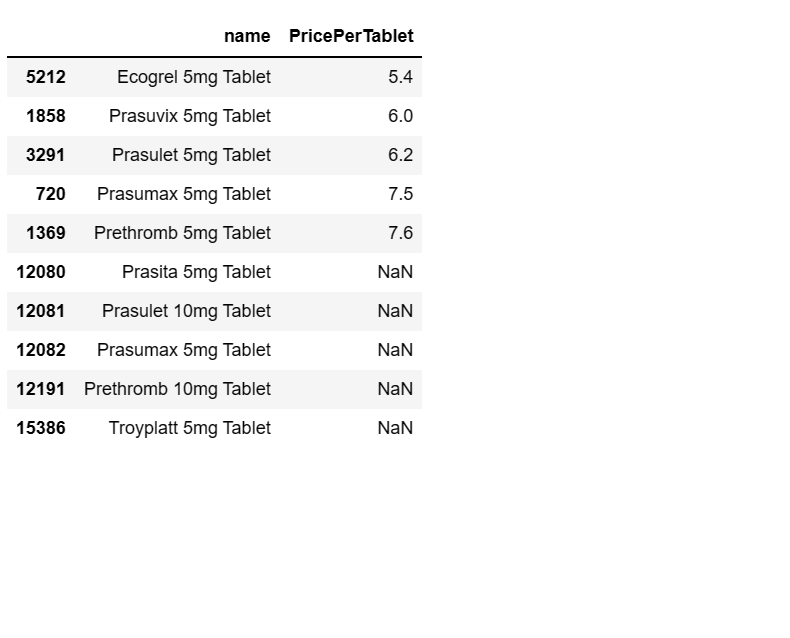 name PricePerTablet
5212 Ecogrel 5mg Tablet 5.4
1858 Prasuvix 5mg Tablet 6.0
3291 Prasulet 5mg Tablet 6.2
720 Prasumax 5mg Tablet 7.5
1369 Prethromb 5mg Tablet 7.6
12080 Prasita 5mg Tablet NaN
12081 Prasulet 10mg Tablet NaN
12082 Prasumax 5mg Tablet NaN
12191 Prethromb 10mg Tablet NaN
15386 Troyplatt 5mg Tablet NaN